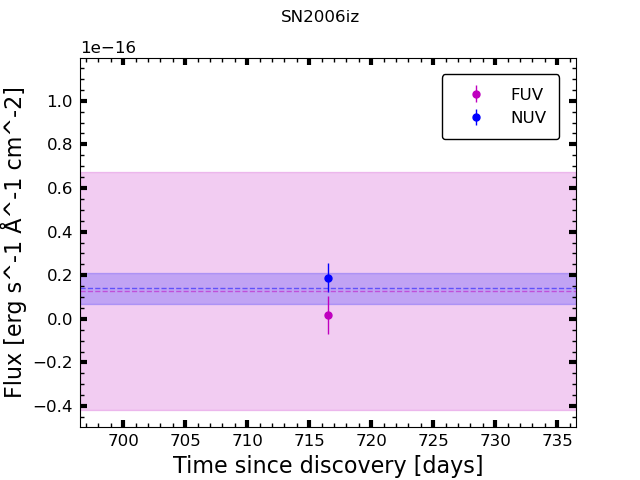 SN2006iz
1e−16
Flux [erg s^-1 Å^-1 cm^-2]
1.0
0.8
0.6
0.4
0.2
0.0
−0.2
−0.4
FUV
NUV
700 705 710 715 720 725 730 735
Time since discovery [days]